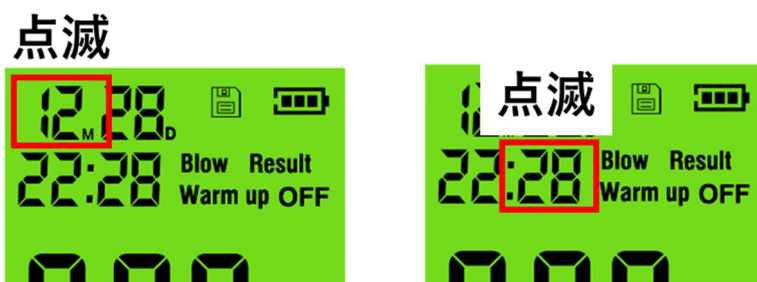 点滅
12M 28D
22:28 Blow Result
Warm up OFF
点滅
22:28 Blow Result
Warm up OFF